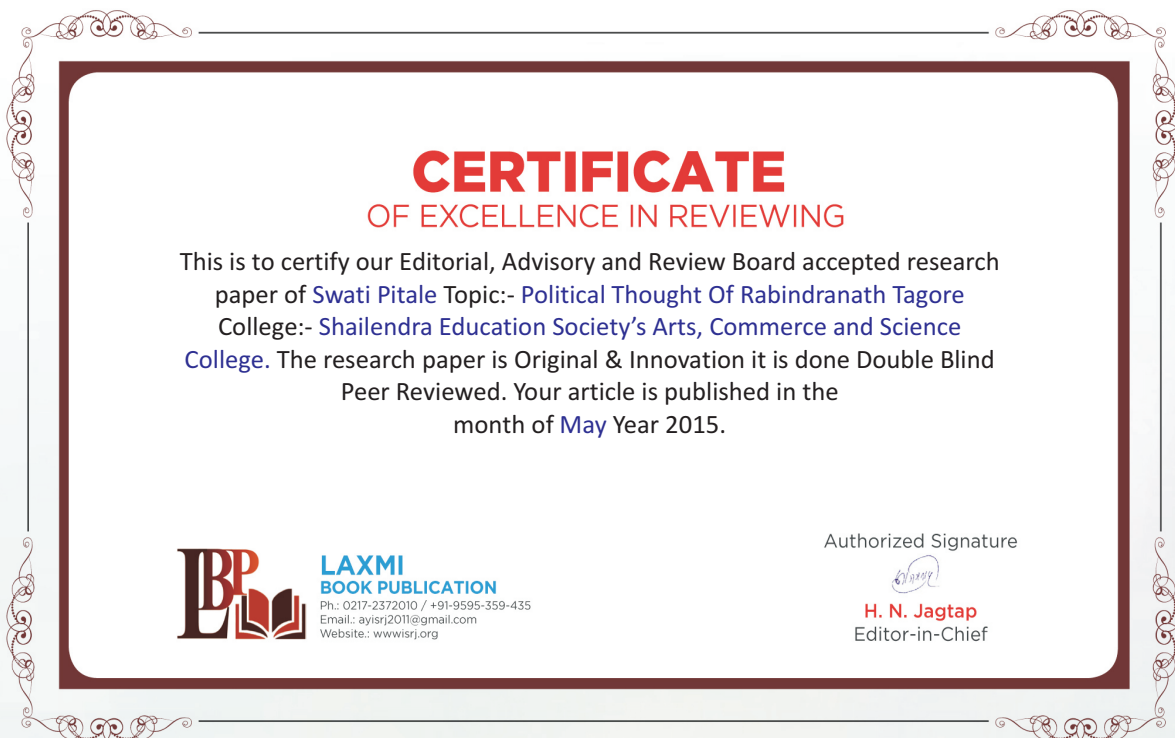 CERTIFICATE
OF EXCELLENCE IN REVIEWING
This is to certify our Editorial, Advisory and Review Board accepted research
paper of Swati Pitale Topic:- Political Thought Of Rabindranath Tagore
College:- Shailendra Education Society’s Arts, Commerce and Science
College. The research paper is Original & Innovation it is done Double Blind
Peer Reviewed. Your article is published in the
month of May Year 2015.
LBP
LAXMI
BOOK PUBLICATION
Ph.: 0217-2372010 / +91-9595-359-435
Email.: ayisrj2011@gmail.com
Website.: wwwisrj.org
Authorized Signature
H. N. Jagtap
Editor-in-Chief